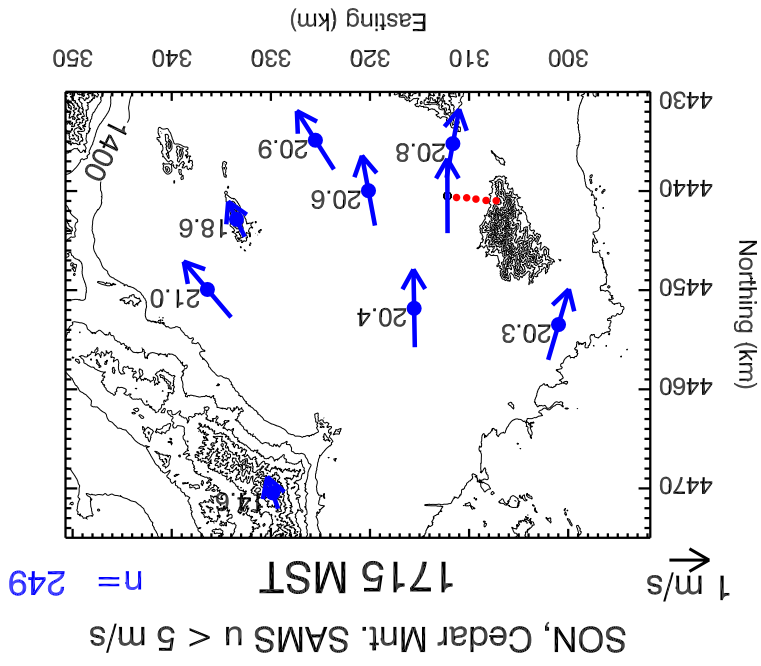 SON, Cedar Mnt. SAMS u < 5 m/s
1 m/s
1715 MST
n= 249
Northing (km)
4470
4460
4450
4440
4430
14.6
20.3
20.4
21.0
18.6
20.6
20.8
20.9
1400
300 310 320 330 340 350
Easting (km)